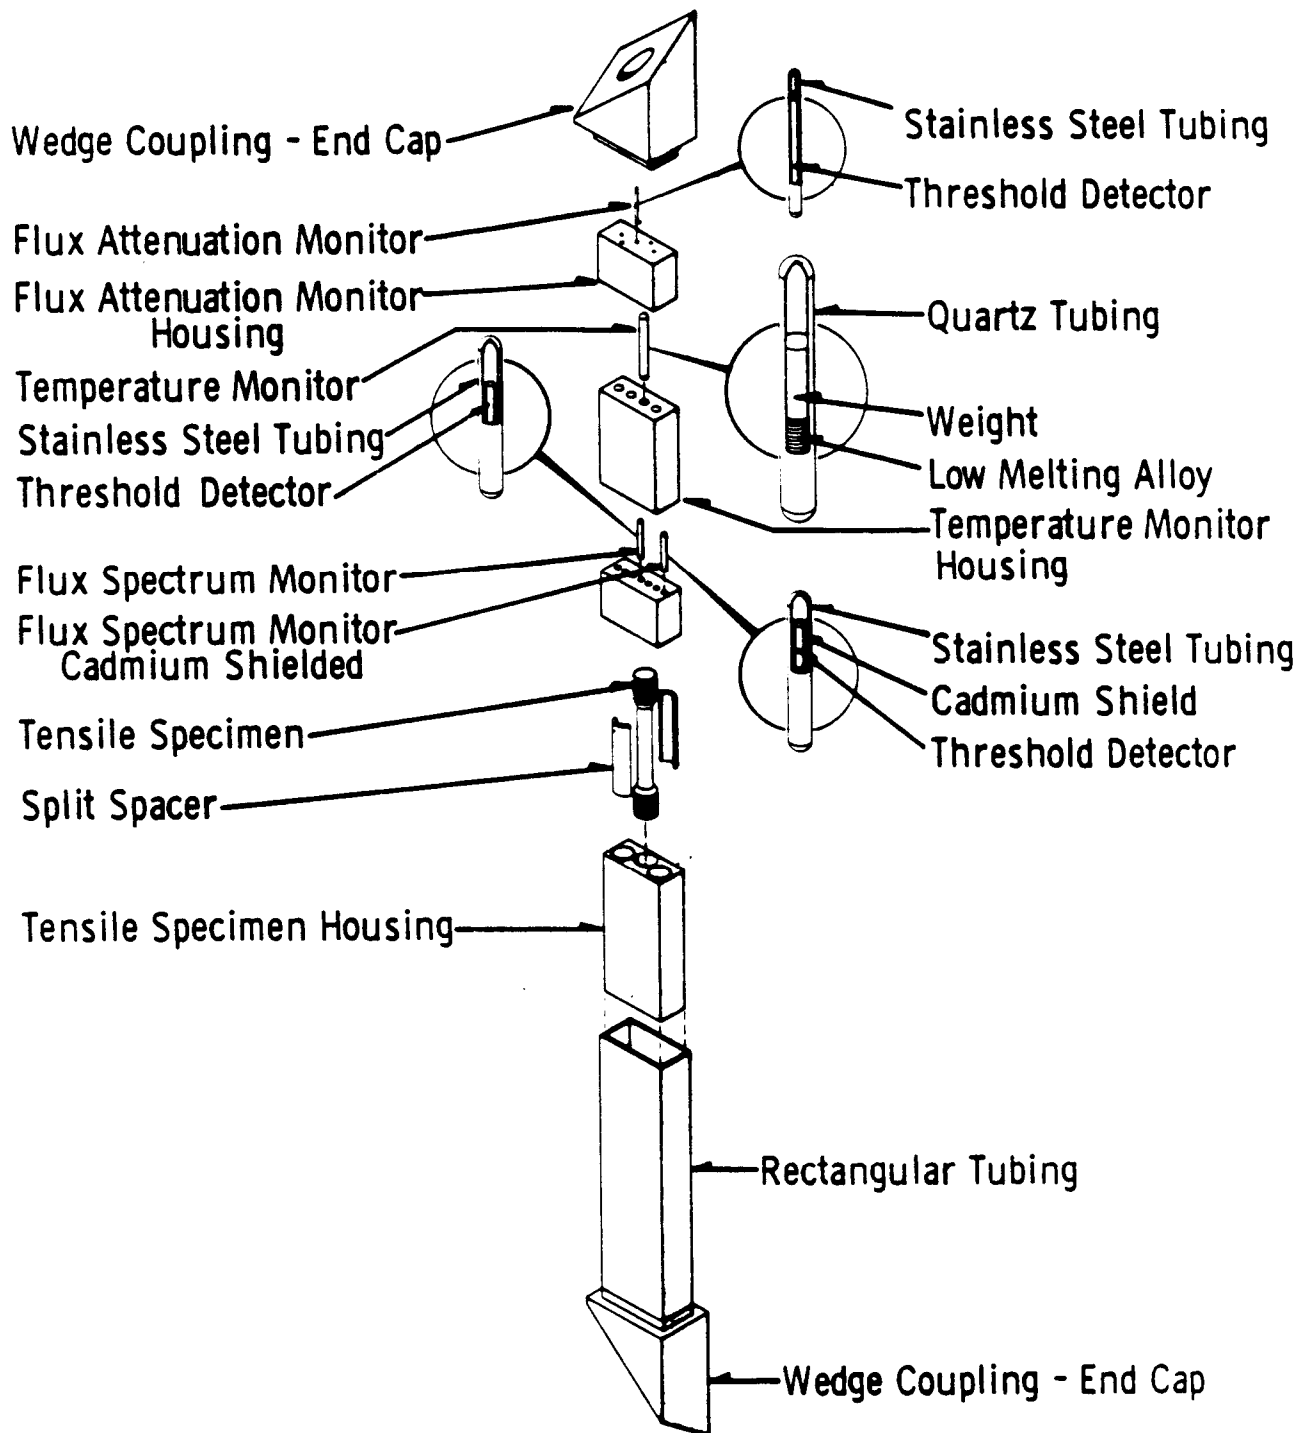 Wedge Coupling - End Cap
Stainless Steel Tubing
Threshold Detector
Flux Attenuation Monitor
Flux Attenuation Monitor
Housing
Quartz Tubing
Temperature Monitor
Stainless Steel Tubing
Threshold Detector
Weight
Low Melting Alloy
Temperature Monitor
Housing
Flux Spectrum Monitor
Flux Spectrum Monitor
Cadmium Shielded
Stainless Steel Tubing
Cadmium Shield
Threshold Detector
Tensile Specimen
Split Spacer
Tensile Specimen Housing
Rectangular Tubing
Wedge Coupling - End Cap